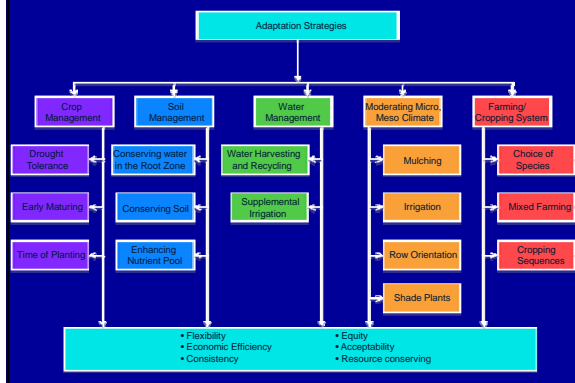 Adaptation Strategies
Crop
Management
Soil
Management
Water
Management
Moderating Micro,
Meso Climate
Farming/
Cropping System
Drought
Tolerance
Conserving water
in the Root Zone
Water Harvesting
and Recycling
Mulching
Choice of
Species
Early Maturing
Conserving Soil
Supplemental
Irrigation
Irrigation
Mixed Farming
Time of Planting
Enhancing
Nutrient Pool
Row Orientation
Cropping
Sequences
Shade Plants
• Flexibility
• Economic Efficiency
• Consistency
• Equity
• Acceptability
• Resource conserving